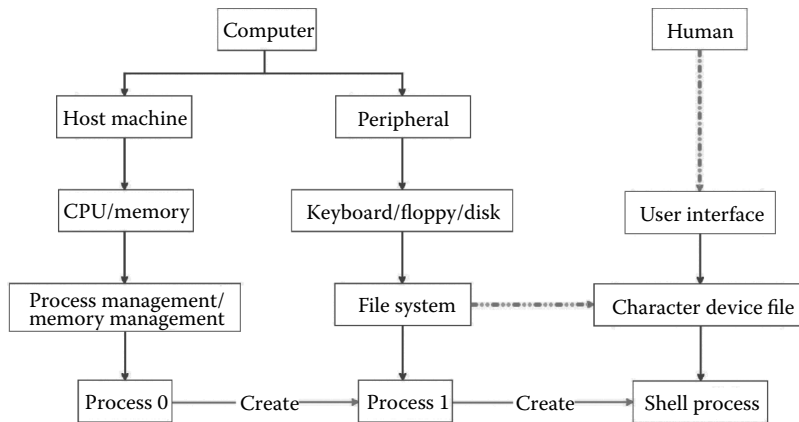 Computer
Human
Host machine
Peripheral
CPU/memory
Keyboard/floppy/disk
User interface
Process management/
memory management
File system
Character device file
Process 0
Create
Process 1
Create
Shell process